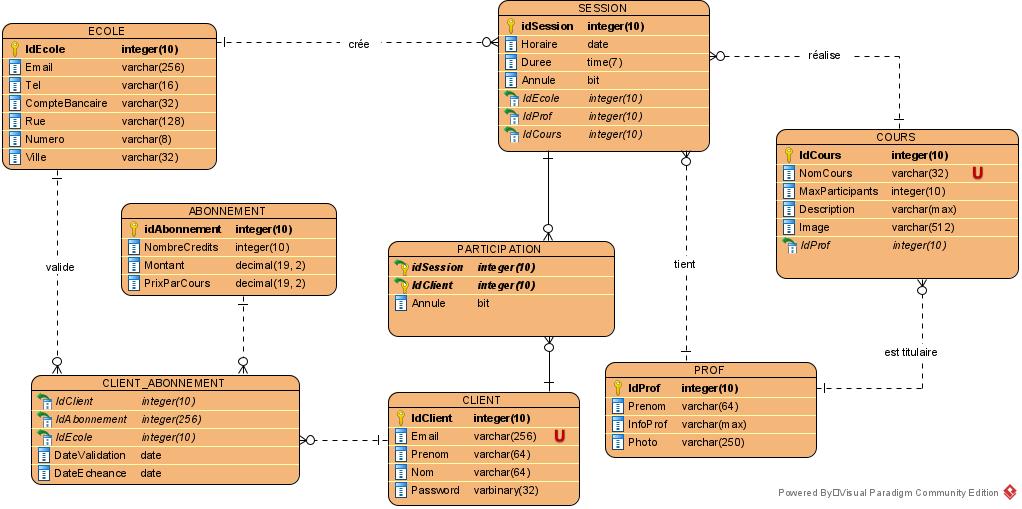 ECOLE
IdEcole integer(10)
Email varchar(256)
Tel varchar(16)
CompteBancaire varchar(32)
Rue varchar(128)
Numero varchar(8)
Ville varchar(32)
crée
SESSION
idSession integer(10)
Horaire date
Duree time(7)
Annule bit
IdEcole integer(10)
IdProf integer(10)
IdCours integer(10)
réalise
COURS
IdCours integer(10)
NomCours varchar(32) U
MaxParticipants integer(10)
Description varchar(max)
Image varchar(512)
IdProf integer(10)
ABONNEMENT
idAbonnement integer(10)
NombreCredits integer(10)
Montant decimal(19, 2)
PrixParCours decimal(19, 2)
valide
PARTICIPATION
idSession integer(10)
IdClient integer(10)
Annule bit
tient
est titulaire
PROF
IdProf integer(10)
Prenom varchar(64)
InfoProf varchar(max)
Photo varchar(250)
CLIENT_ABONNEMENT
IdClient integer(10)
IdAbonnement integer(256)
IdEcole integer(10)
DateValidation date
DateEcheance date
CLIENT
IdClient integer(10)
Email varchar(256) U
Prenom varchar(64)
Nom varchar(64)
Password varbinary(32)
Powered By□Visual Paradigm Community Edition